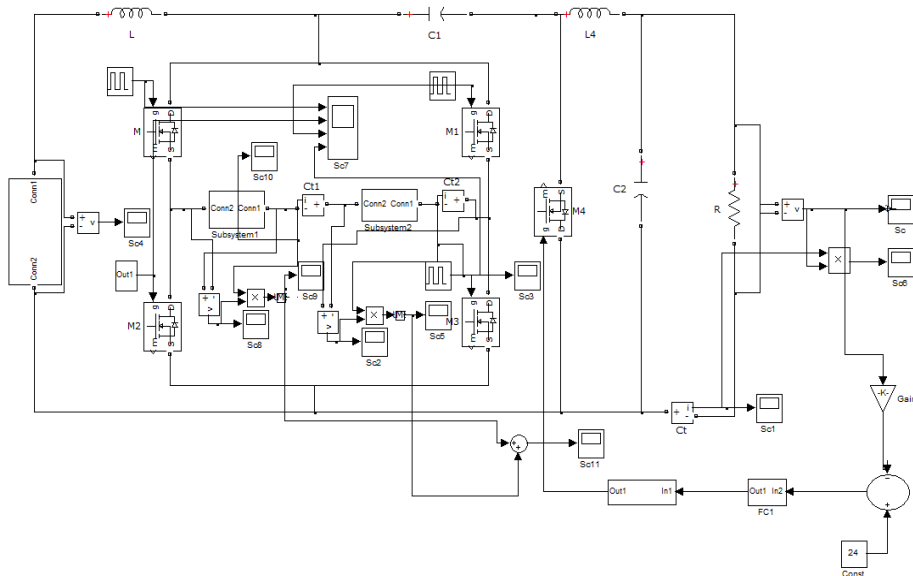 L
C1
L4
g
D
M
E
S
Sc7
g
D
M1
E
S
Sc10
Ct1
Ct2
Conn1
Conn2
Conn2 Conn1
Subsystem1
i
+
-
Conn2 Conn1
Subsystem2
i
+
-
E
S
M4
g
D
C2
R
+
-
v
Sc4
+
-
v
Sc
Sc6
Out1
Sc9
Sc3
g
D
M2
E
S
+
-
v
Sc8
+
-
v
Sc2
Sc5
g
D
M3
E
S
-K-
Gain
+
i
-
Ct
Sc1
+
+
Sc11
Out1 In1
Out1 In2
FC1
-
+
24
Const